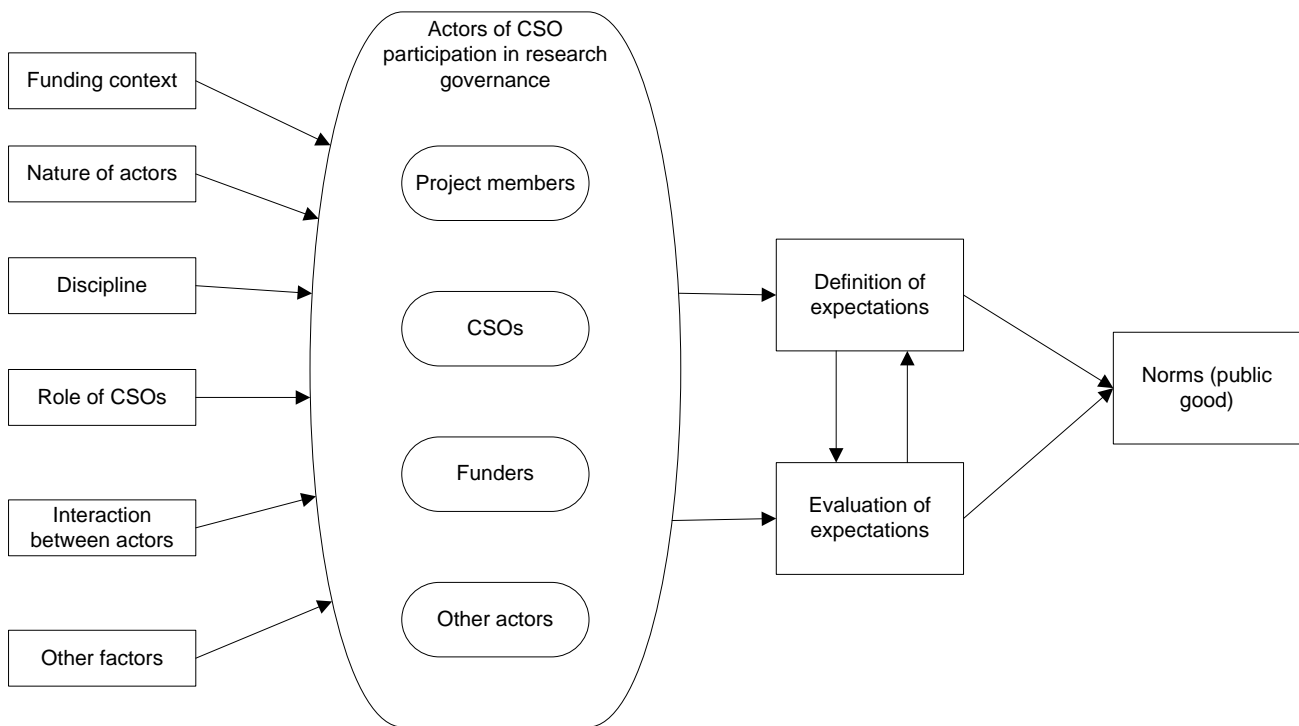 Funding context
Nature of actors
Discipline
Role of CSOs
Interaction
between actors
Other factors
Actors of CSO
participation in research
governance
Project members
CSOs
Funders
Other actors
Definition of
expectations
Evaluation of
expectations
Norms (public
good)